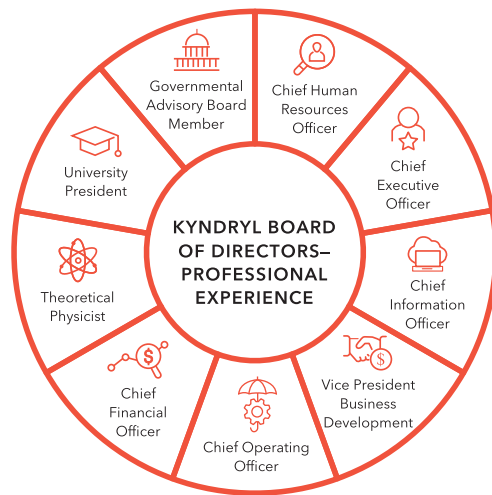 Governmental
Advisory Board
Member
Chief Human
Resources
Officer
Chief
Executive
Officer
Chief
Information
Officer
Vice President
Business
Development
Chief Operating
Officer
Chief
Financial
Officer
Theoretical
Physicist
University
President
KYNDRYL BOARD
OF DIRECTORS—
PROFESSIONAL
EXPERIENCE
$
$